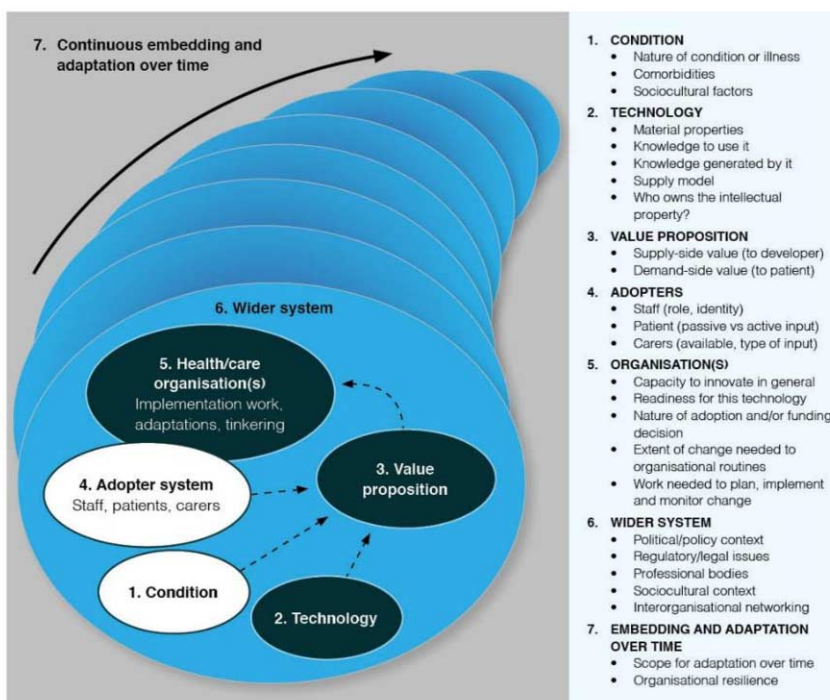 7. Continuous embedding and
adaptation over time
6. Wider system
5. Health/care
organisation(s)
Implementation work,
adaptations, tinkering
4. Adopter system
Staff, patients, carers
3. Value
proposition
1. Condition
2. Technology
1. CONDITION
• Nature of condition or illness
• Comorbidities
• Sociocultural factors
2. TECHNOLOGY
• Material properties
• Knowledge to use it
• Knowledge generated by it
• Supply model
• Who owns the intellectual
property?
3. VALUE PROPOSITION
• Supply-side value (to developer)
• Demand-side value (to patient)
4. ADOPTERS
• Staff (role, identity)
• Patient (passive vs active input)
• Carers (available, type of input)
5. ORGANISATION(S)
• Capacity to innovate in general
• Readiness for this technology
• Nature of adoption and/or funding
decision
• Extent of change needed to
organisational routines
• Work needed to plan, implement
and monitor change
6. WIDER SYSTEM
• Political/policy context
• Regulatory/legal issues
• Professional bodies
• Sociocultural context
• Interorganisational networking
7. EMBEDDING AND ADAPTATION
OVER TIME
• Scope for adaptation over time
• Organisational resilience